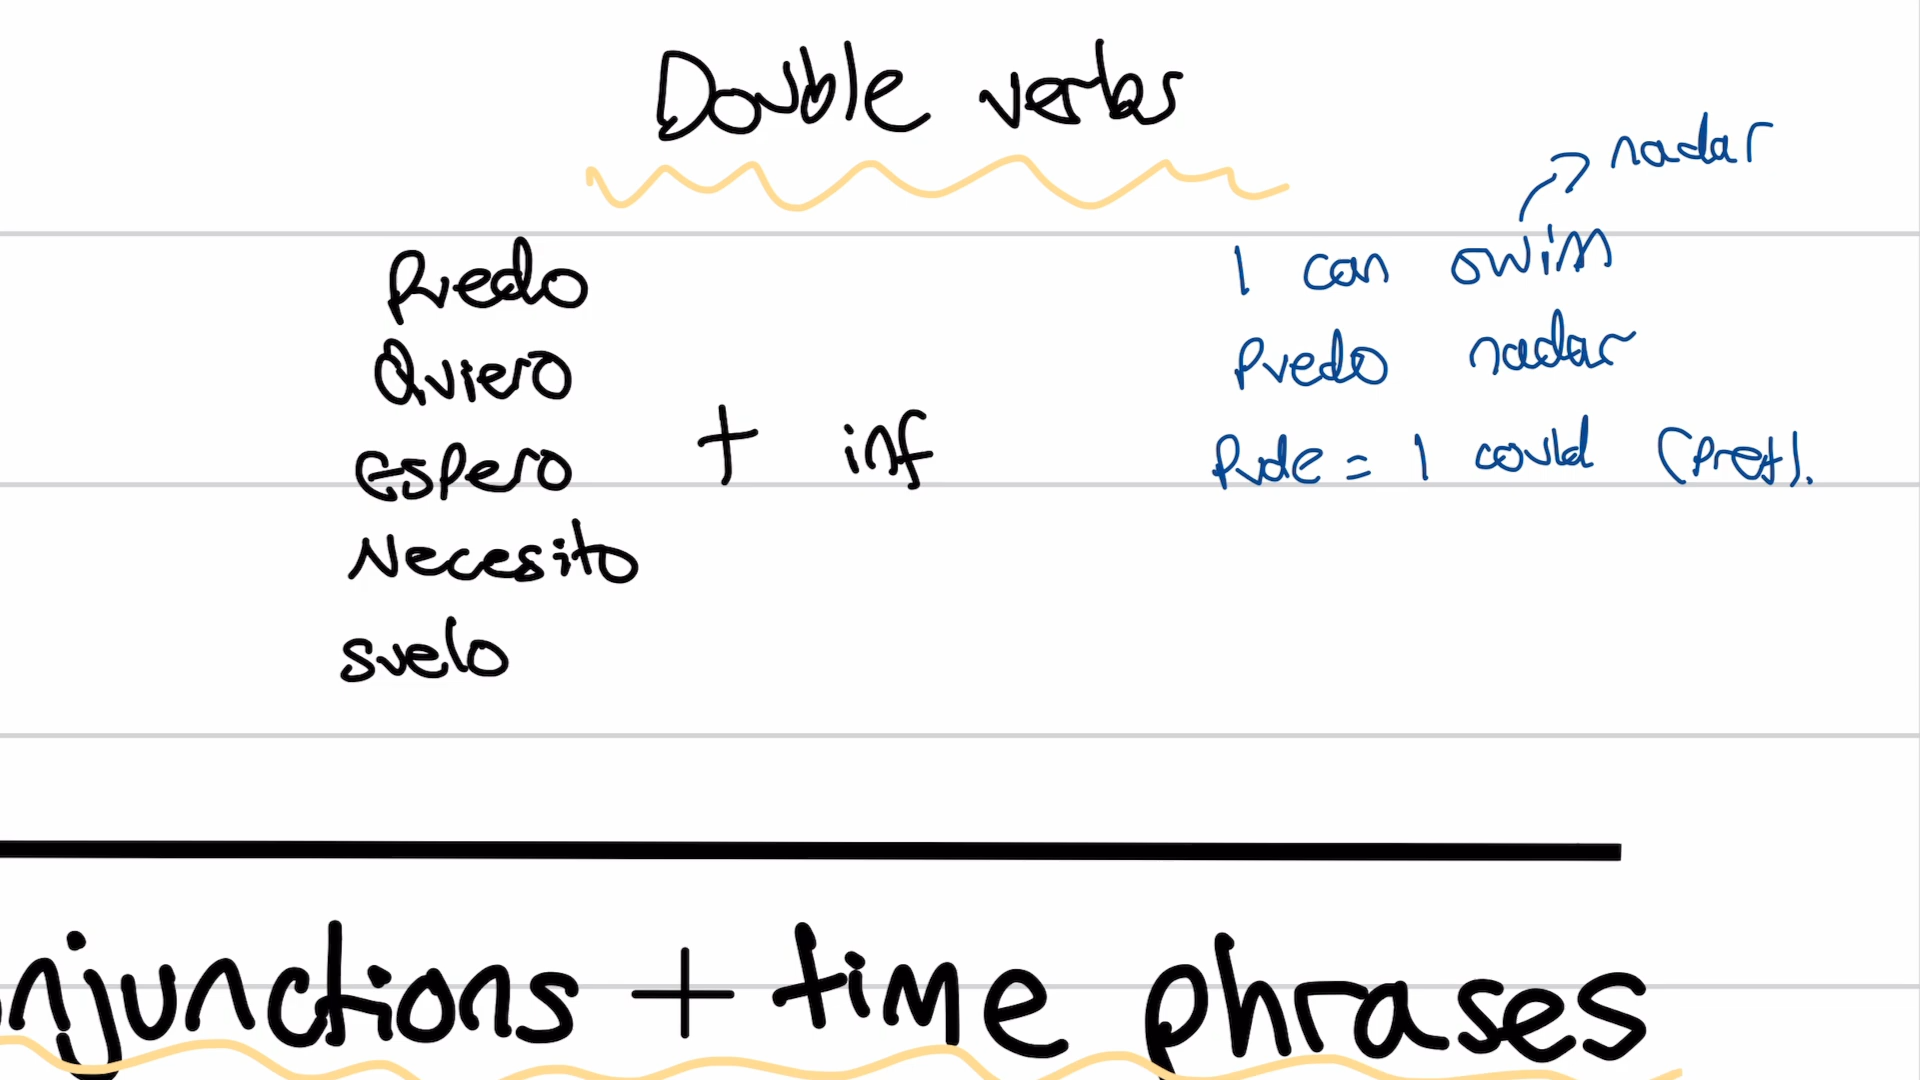 Double verbs
Puedo
Quiero
Espero
Necesito
suelo
+ inf
nadar
I can swim
Puedo nadar
Pude = I could (pret).
njunctions + time phrases